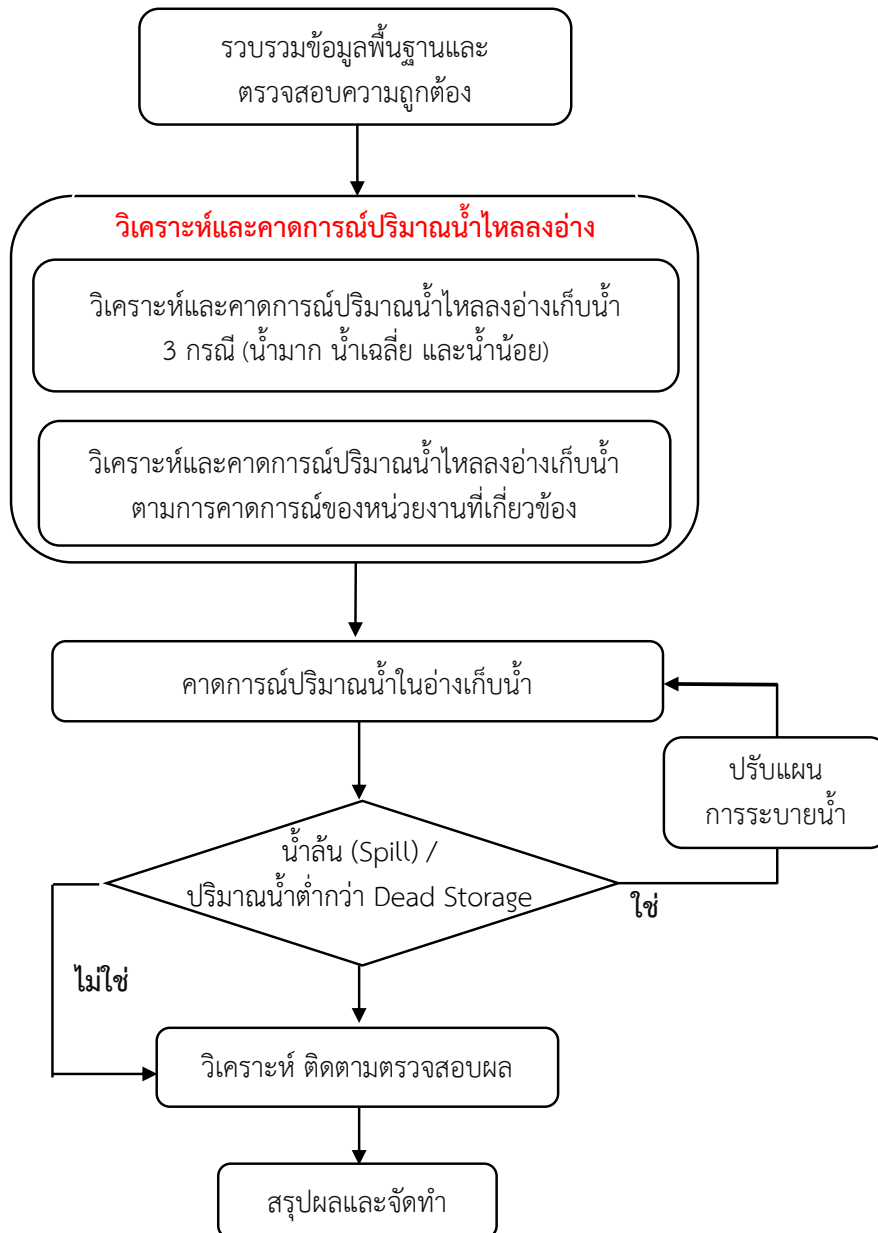 รวบรวมข้อมูลพื้นฐานและ
ตรวจสอบความถูกต้อง
วิเคราะห์และคาดการณ์ปริมาณน้ำไหลลงอ่าง
วิเคราะห์และคาดการณ์ปริมาณน้ำไหลลงอ่างเก็บน้ำ
3 กรณี (น้ำมาก น้ำเฉลี่ย และน้ำน้อย)
วิเคราะห์และคาดการณ์ปริมาณน้ำไหลลงอ่างเก็บน้ำ
ตามการคาดการณ์ของหน่วยงานที่เกี่ยวข้อง
คาดการณ์ปริมาณน้ำในอ่างเก็บน้ำ
ปรับแผน
การระบายน้ำ
น้ำล้น (Spill) /
ปริมาณน้ำต่ำกว่า Dead Storage
ใช่
ไม่ใช่
วิเคราะห์ ติดตามตรวจสอบผล
สรุปผลและจัดทำ